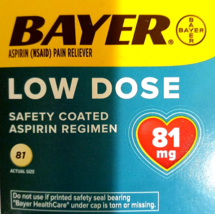 BAYER®
BAYER
BAYER
ASPIRIN (NSAID) PAIN RELIEVER
LOW DOSE
SAFETY COATED
ASPIRIN REGIMEN
81
mg
81
ACTUAL SIZE
Do not use if printed safety seal bearing
"Bayer HealthCare" under cap is torn or missing.